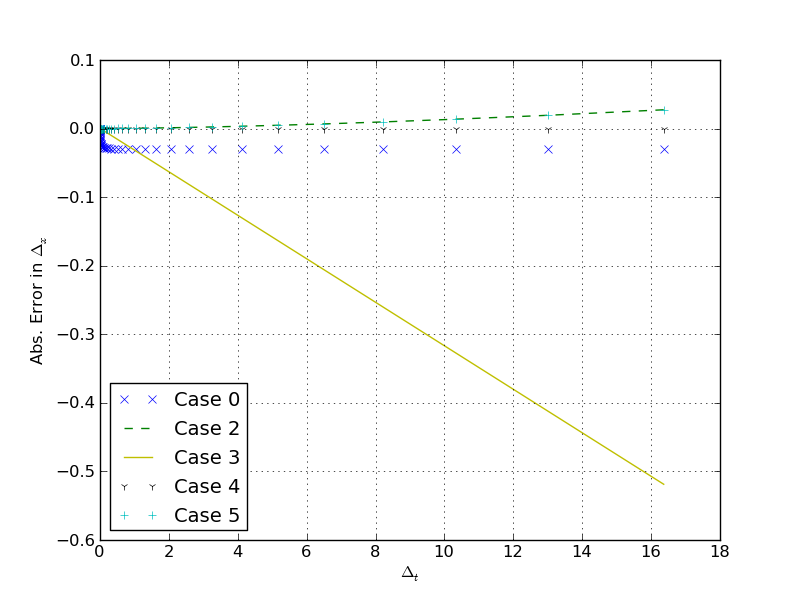 0.1
0.0
−0.1
−0.2
−0.3
−0.4
−0.5
−0.6
Abs. Error in Δx
Case 0
Case 2
Case 3
Case 4
Case 5
0 2 4 6 8 10 12 14 16 18
Δt